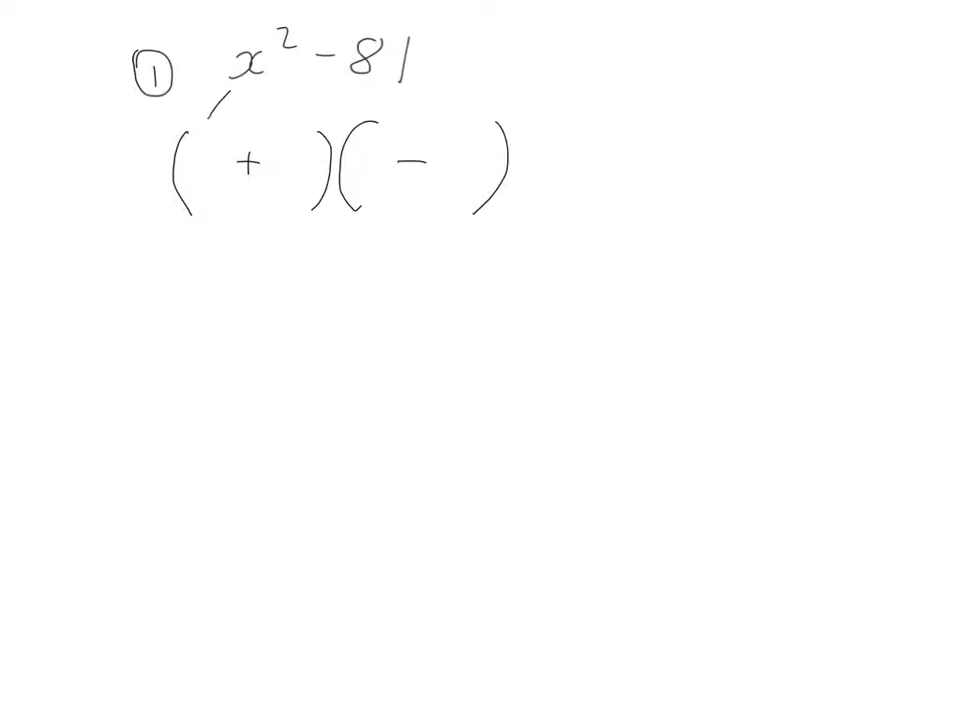 ① x² - 81
( + )( - )